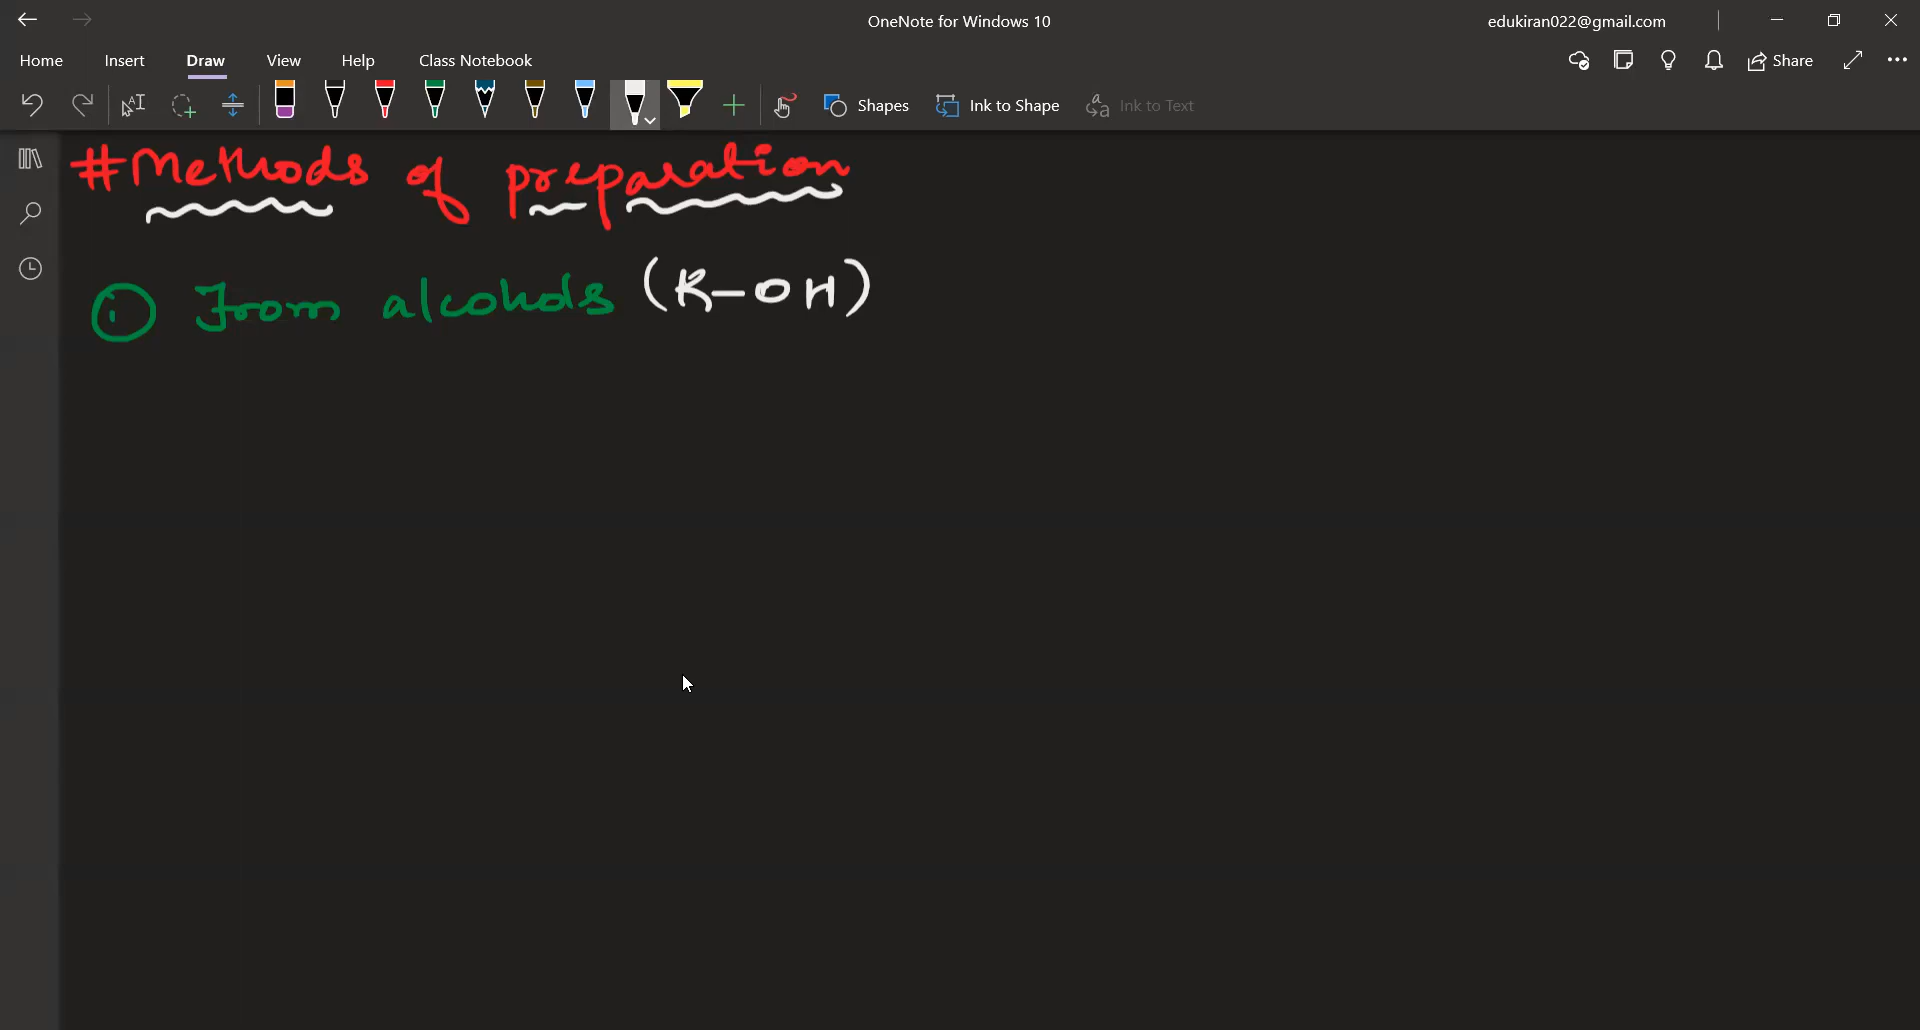 OneNote for Windows 10
edukiran022@gmail.com
Home Insert Draw View Help Class Notebook Share
Shapes Ink to Shape Ink to Text
#Methods of preparation
① From alcohols (R-OH)